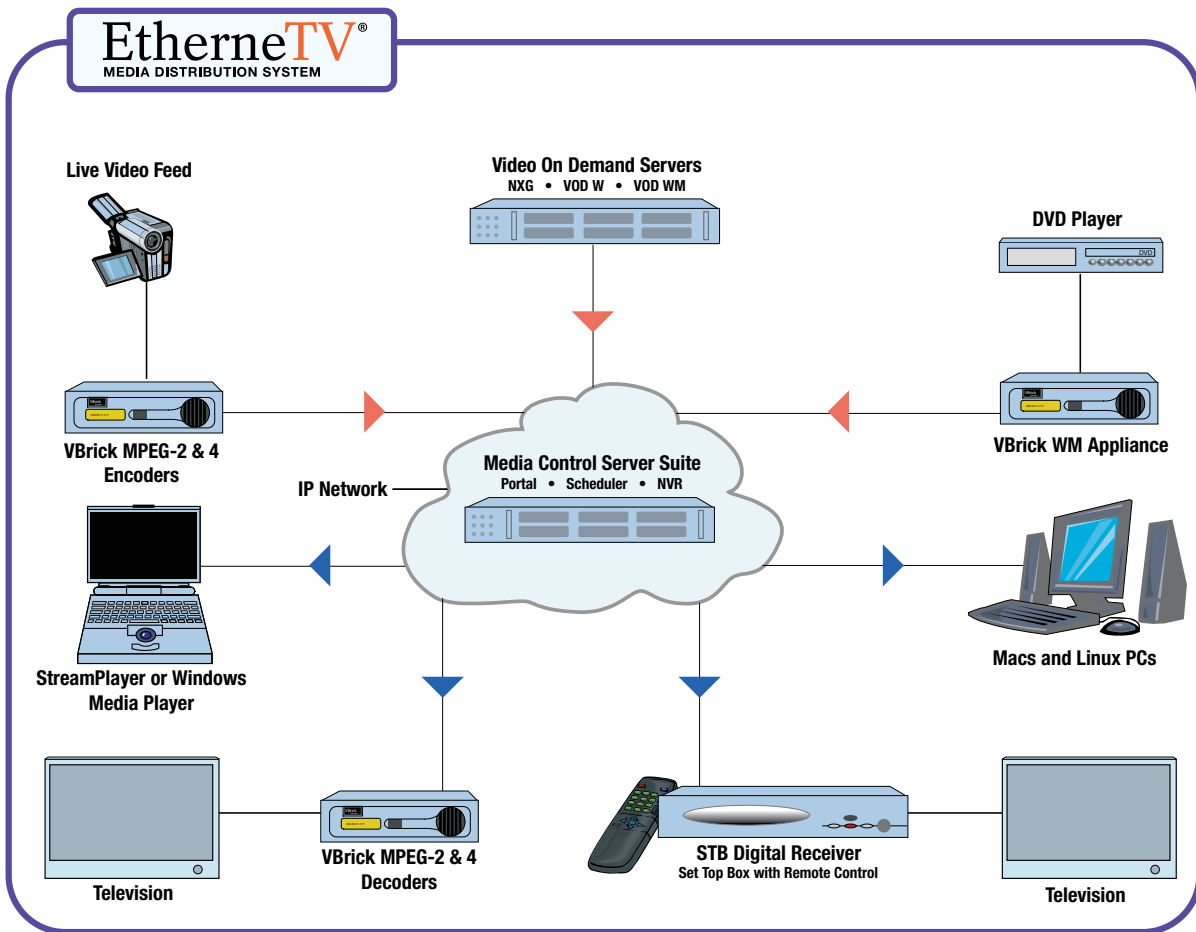 EtherneTV®
MEDIA DISTRIBUTION SYSTEM
Live Video Feed
Video On Demand Servers
NXG • VOD W • VOD WM
DVD Player
DVD
VBrick
VBrick
VBrick MPEG-2 & 4
Encoders
VBrick WM Appliance
IP Network
Media Control Server Suite
Portal • Scheduler • NVR
StreamPlayer or Windows
Media Player
Macs and Linux PCs
VBrick
VBrick MPEG-2 & 4
Decoders
STB Digital Receiver
Set Top Box with Remote Control
Television
Television